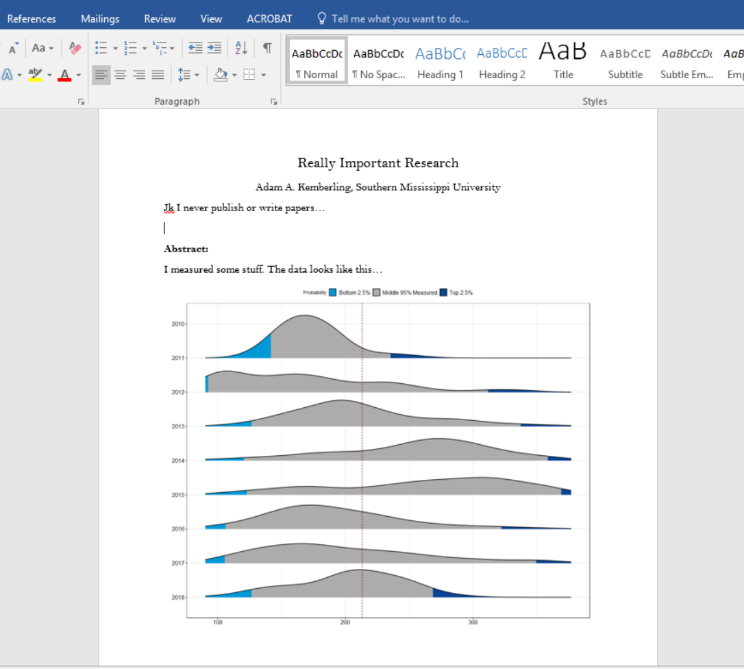 References Mailings Review View ACROBAT Tell me what you want to do...
A Aa A Z ¶
A aby A
AaBbCcDc AaBbCcDc AaBbCc AaBbCcC AaB AaBbCcD AaBbCcDc AaB
¶ Normal ¶ No Spac... Heading 1 Heading 2 Title Subtitle Subtle Em... Emp
Paragraph Styles
Really Important Research
Adam A. Kemberling, Southern Mississippi University
Jk I never publish or write papers…
Abstract:
I measured some stuff. The data looks like this…
Probability Bottom 2.5% Middle 95% Measured Top 2.5%
2010
2011
2012
2013
2014
2015
2016
2017
2018
100 200 300